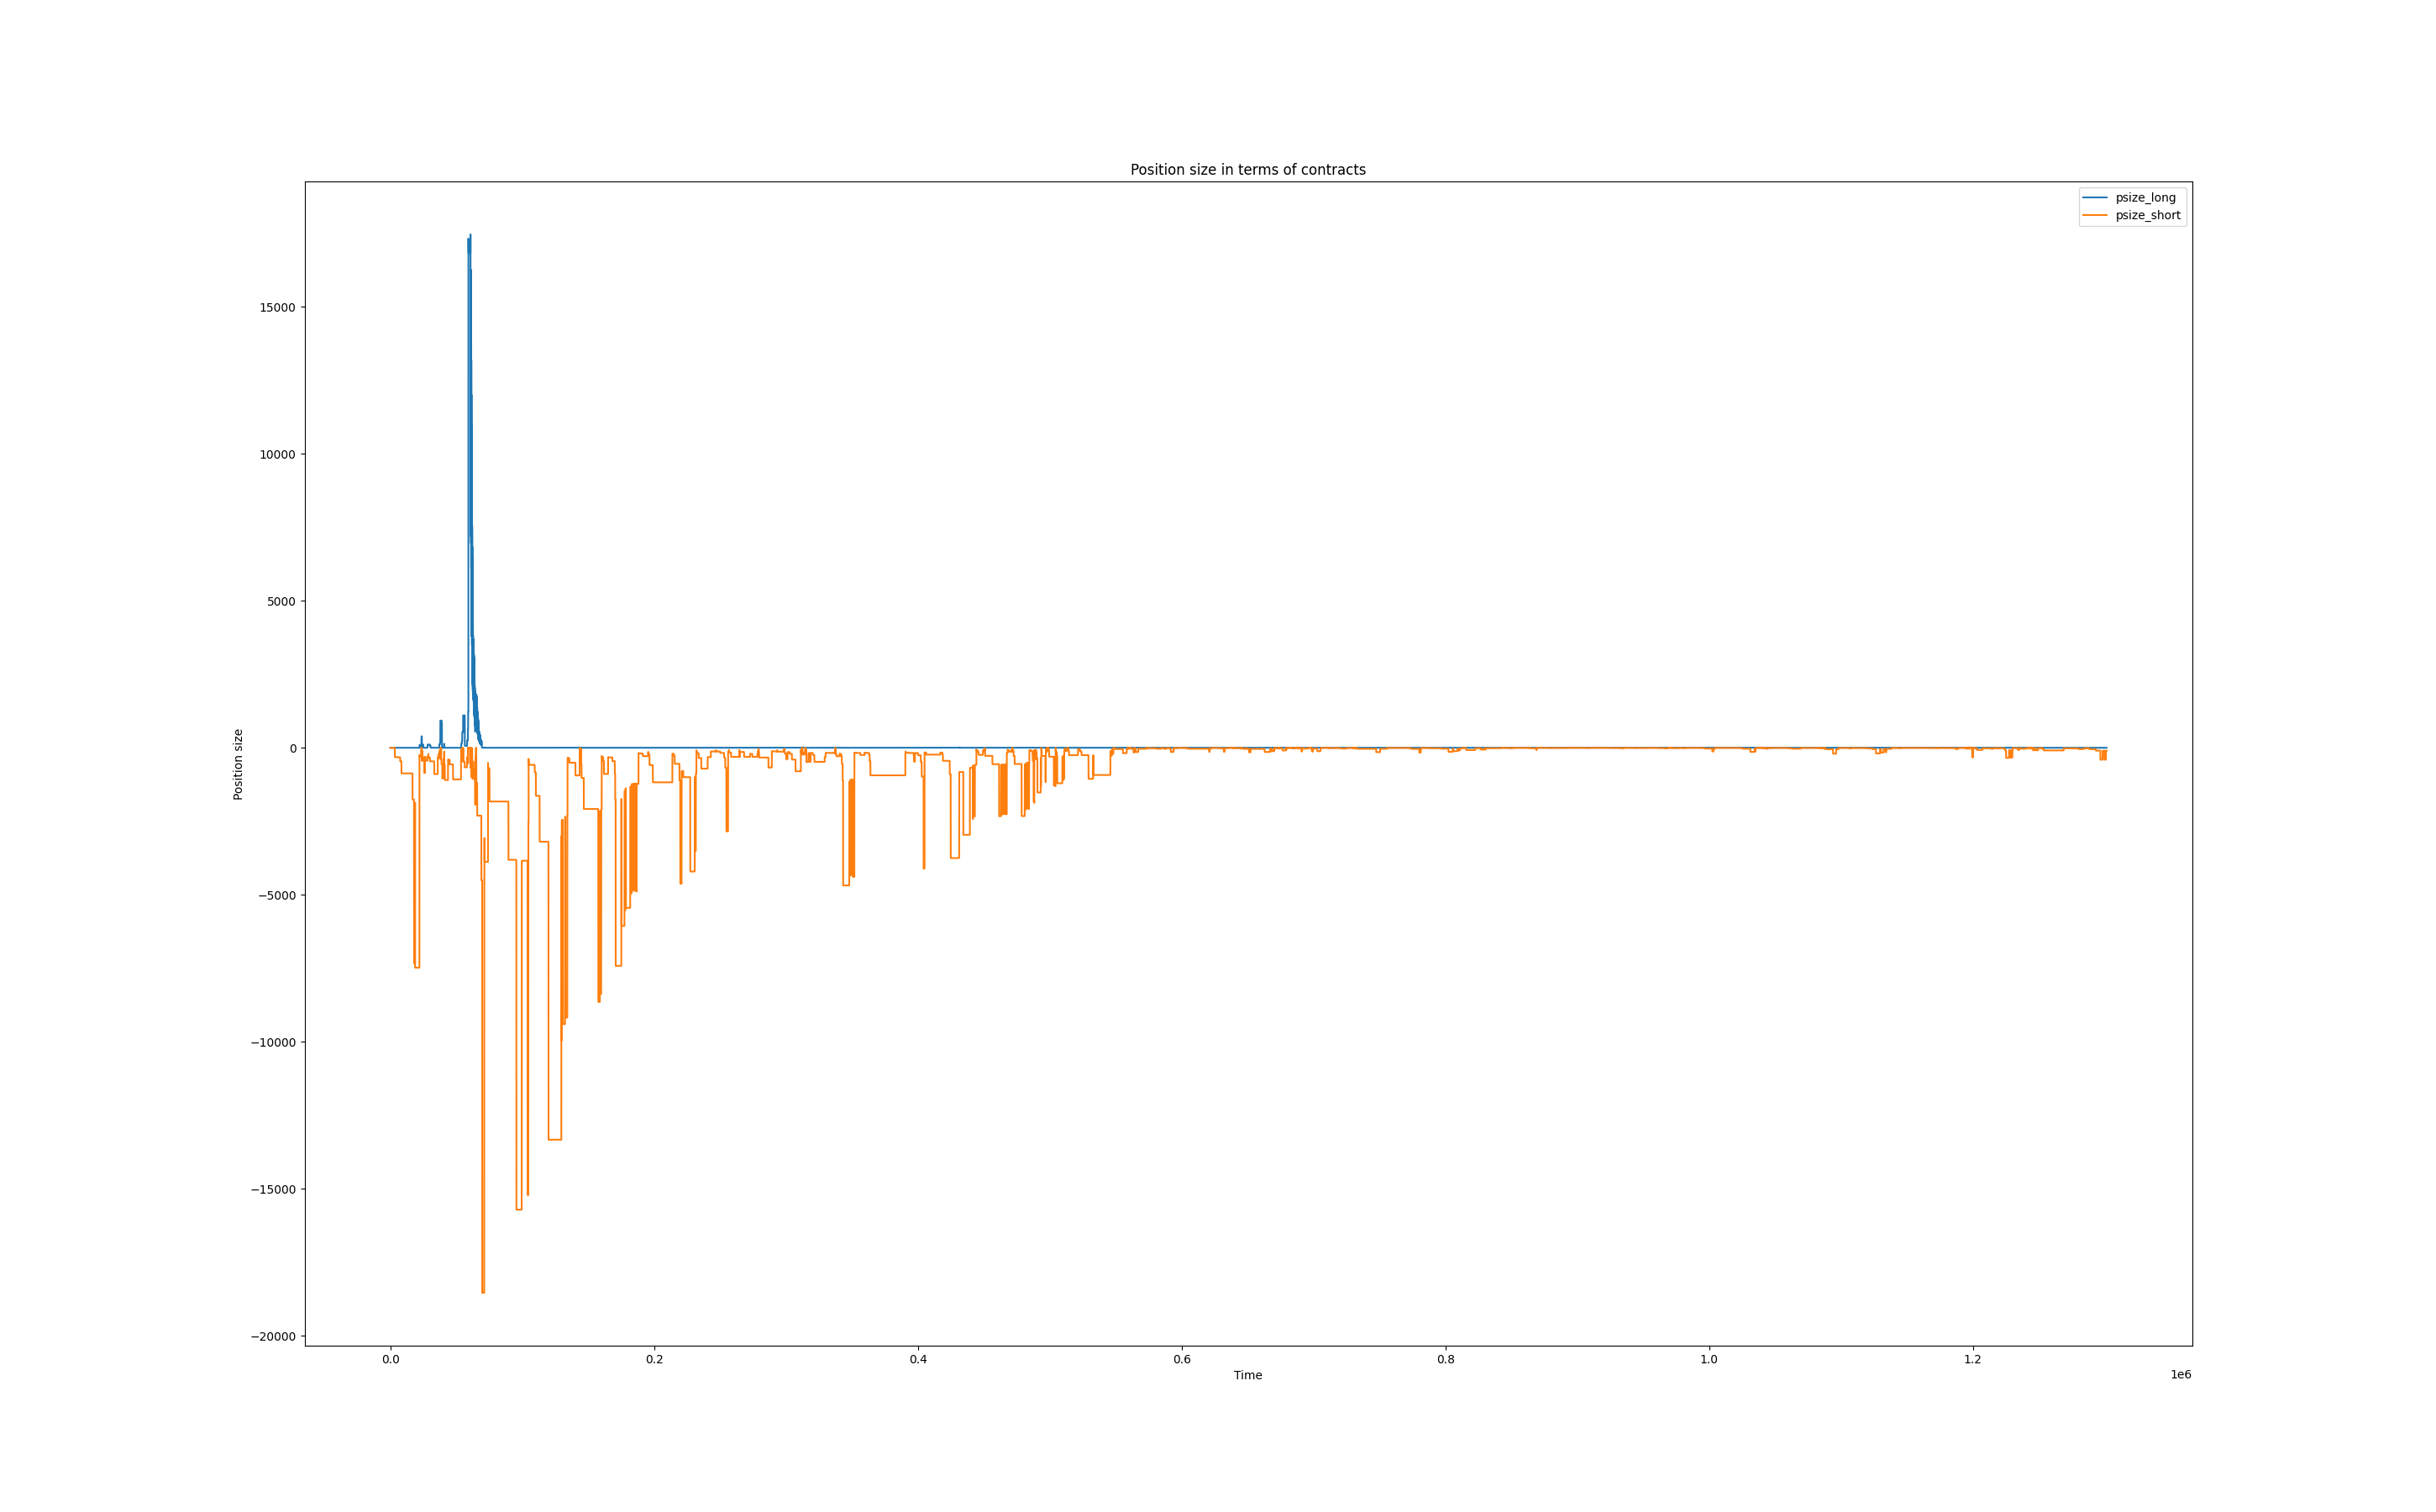 Position size in terms of contracts
psize_long
psize_short
15000
10000
5000
0
−5000
−10000
−15000
−20000
Position size
0.0
0.2
0.4
0.6
0.8
1.0
1.2
1e6
Time